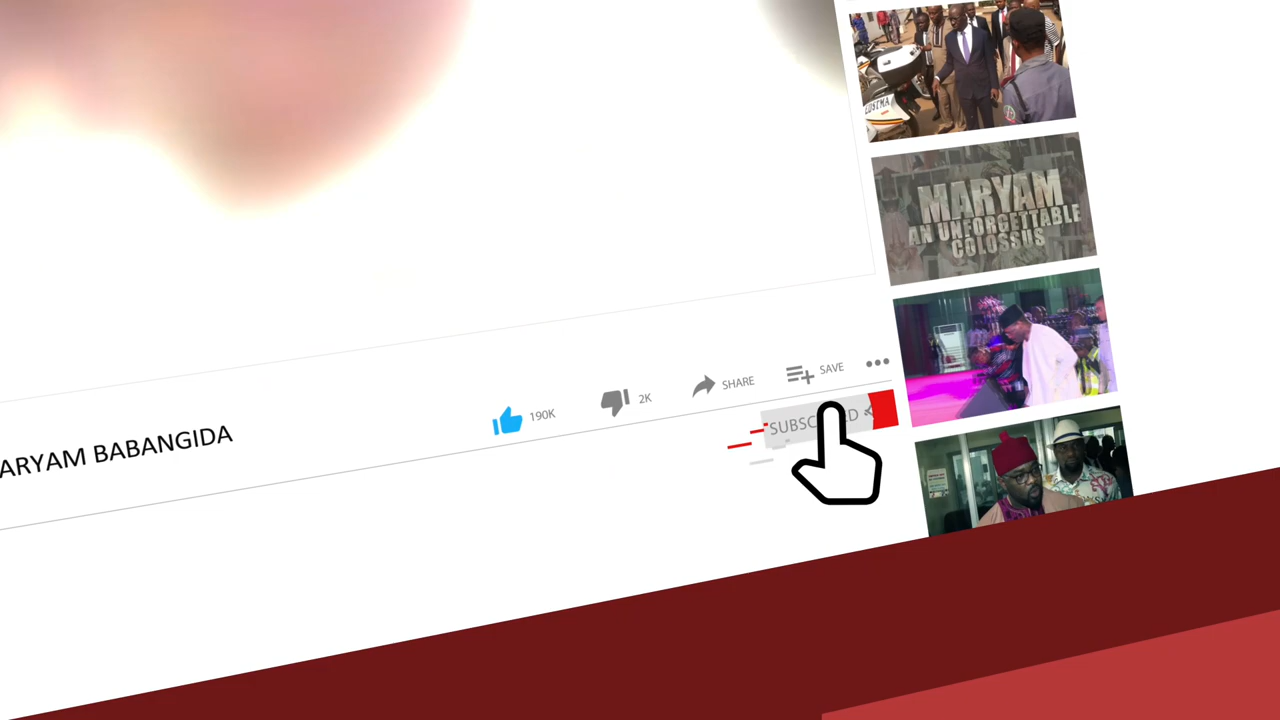 MARYAM
AN UNFORGETTABLE
COLOSSUS
190K
2K
SHARE
SAVE
ARYAM BABANGIDA